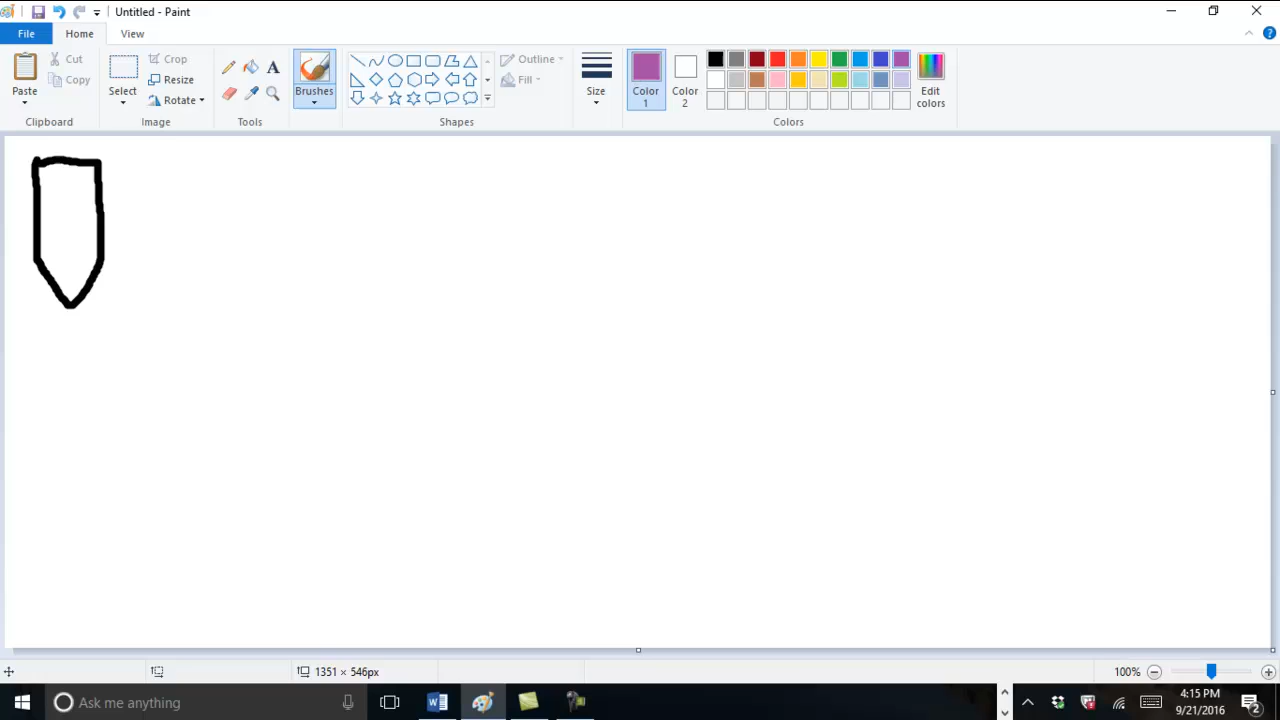 Untitled - Paint
File Home View
Paste
Cut
Copy
Clipboard
Select
Crop
Resize
Rotate
Image
A
Tools
Brushes
Outline
Fill
Shapes
Size
Color 1
Color 2
Edit colors
Colors
1351 × 546px
100%
Ask me anything
4:15 PM
9/21/2016
2